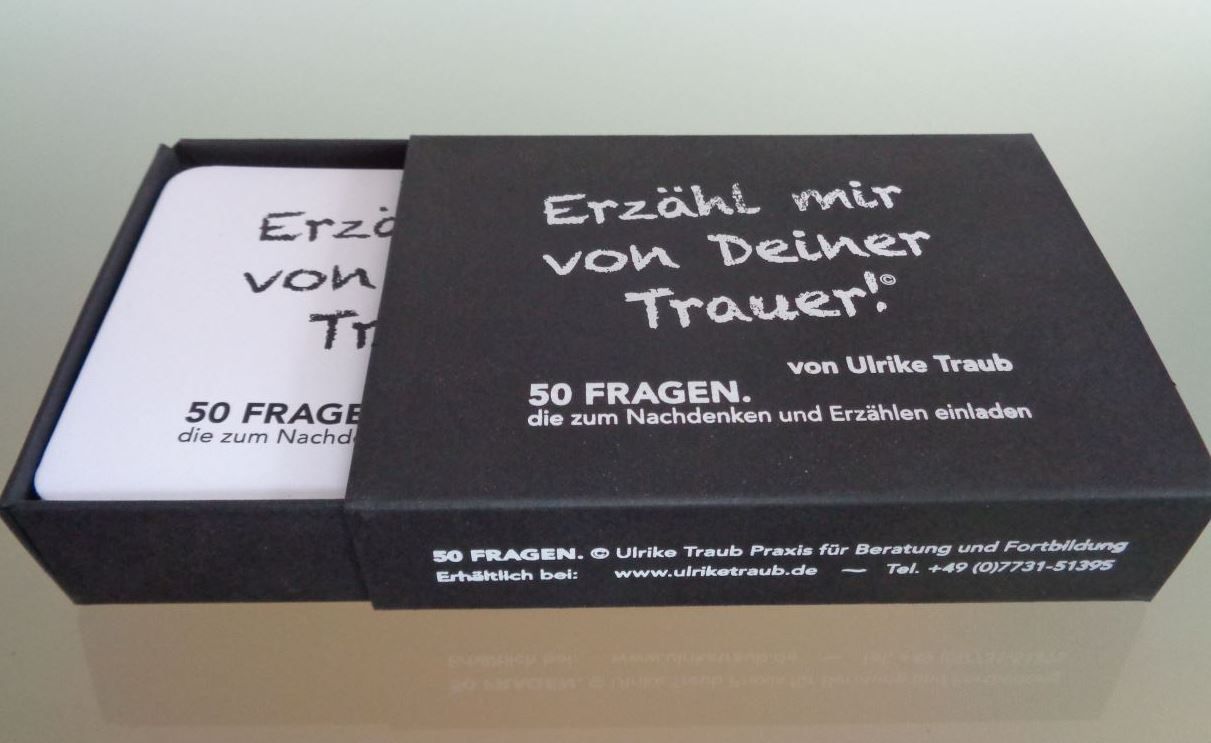 Erzähl mir
von Deiner
Trauer!©
von Ulrike Traub
50 FRAGEN.
die zum Nachdenken und Erzählen einladen
50 FRAGEN. © Ulrike Traub Praxis für Beratung und Fortbildung
Erhältlich bei: www.ulriketraub.de — Tel. +49 (0)7731-51395
Erzä
von
Tr
50 FRAGE
die zum Nachd